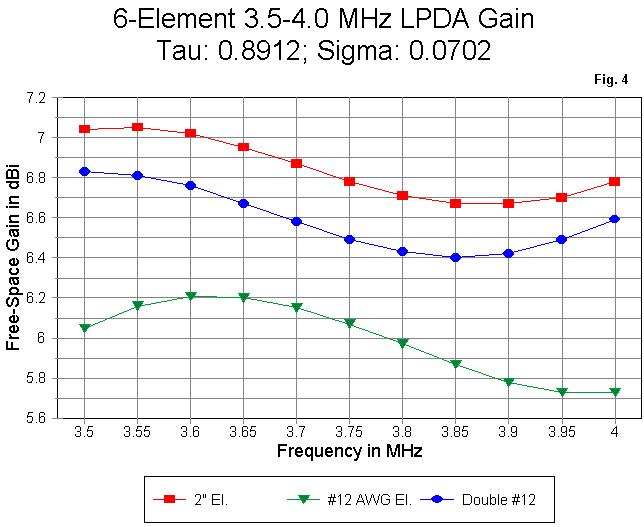 6-Element 3.5-4.0 MHz LPDA Gain
Tau: 0.8912; Sigma: 0.0702
Fig. 4
Free-Space Gain in dBi
7.2
7
6.8
6.6
6.4
6.2
6
5.8
5.6
3.5 3.55 3.6 3.65 3.7 3.75 3.8 3.85 3.9 3.95 4
Frequency in MHz
2" El. #12 AWG El. Double #12